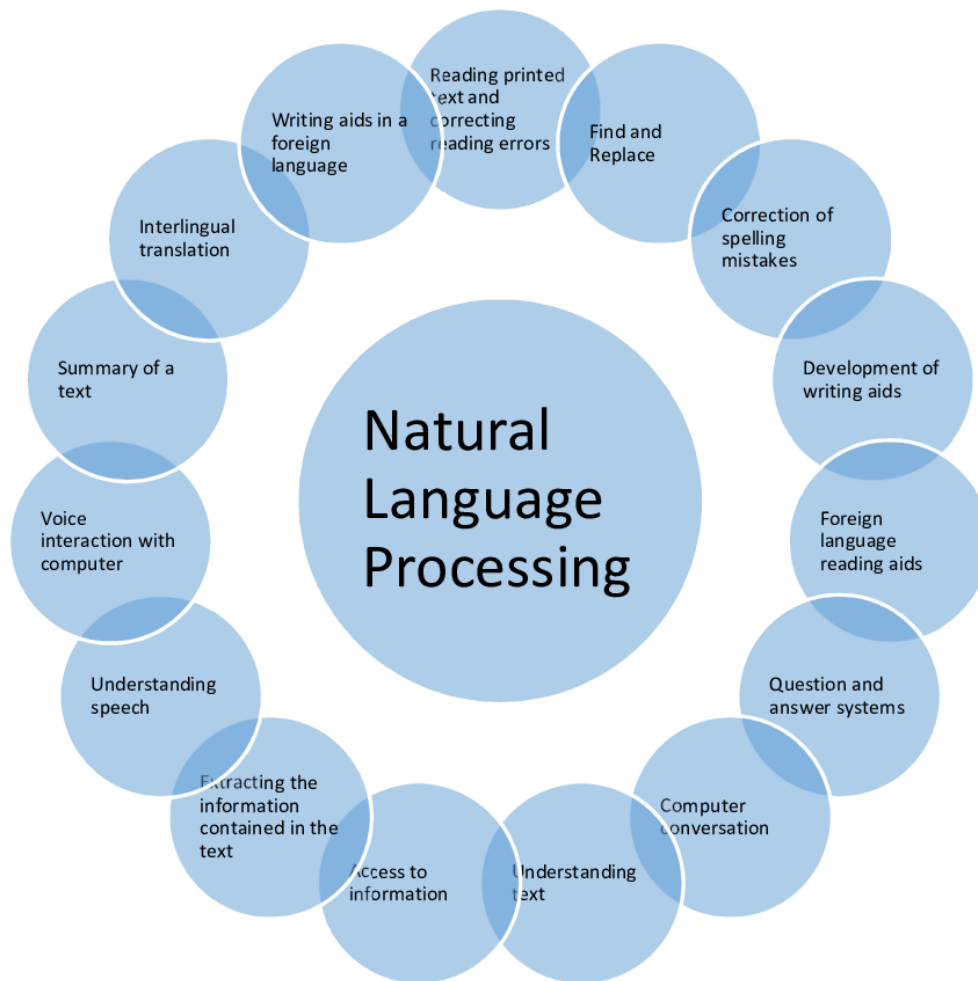 Reading printed
text and
correcting
reading errors
Find and
Replace
Correction of
spelling
mistakes
Development of
writing aids
Foreign
language
reading aids
Question and
answer systems
Computer
conversation
Understanding
text
Access to
information
Extracting the
information
contained in the
text
Understanding
speech
Voice
interaction with
computer
Summary of a
text
Interlingual
translation
Writing aids in a
foreign
language
Natural
Language
Processing